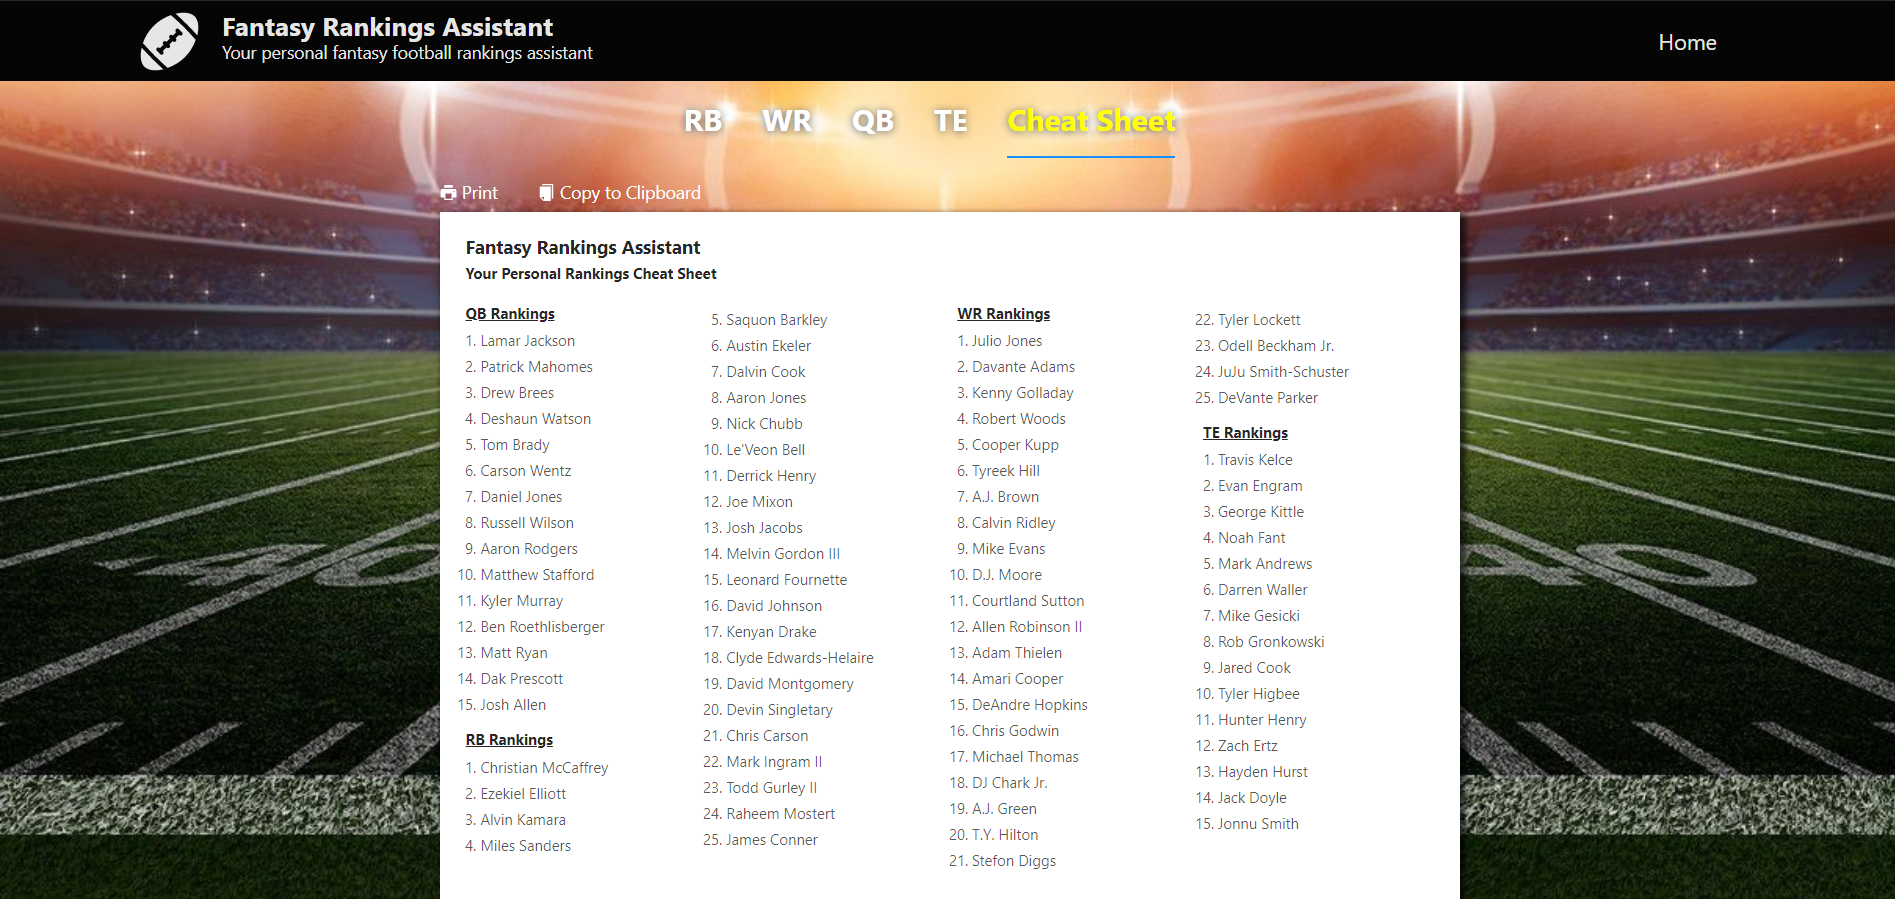 Fantasy Rankings Assistant
Your personal fantasy football rankings assistant
Home
RB
WR
QB
TE
Cheat Sheet
Print
Copy to Clipboard
Fantasy Rankings Assistant
Your Personal Rankings Cheat Sheet
QB Rankings
1. Lamar Jackson
2. Patrick Mahomes
3. Drew Brees
4. Deshaun Watson
5. Tom Brady
6. Carson Wentz
7. Daniel Jones
8. Russell Wilson
9. Aaron Rodgers
10. Matthew Stafford
11. Kyler Murray
12. Ben Roethlisberger
13. Matt Ryan
14. Dak Prescott
15. Josh Allen
RB Rankings
1. Christian McCaffrey
2. Ezekiel Elliott
3. Alvin Kamara
4. Miles Sanders
5. Saquon Barkley
6. Austin Ekeler
7. Dalvin Cook
8. Aaron Jones
9. Nick Chubb
10. Le'Veon Bell
11. Derrick Henry
12. Joe Mixon
13. Josh Jacobs
14. Melvin Gordon III
15. Leonard Fournette
16. David Johnson
17. Kenyan Drake
18. Clyde Edwards-Helaire
19. David Montgomery
20. Devin Singletary
21. Chris Carson
22. Mark Ingram II
23. Todd Gurley II
24. Raheem Mostert
25. James Conner
WR Rankings
1. Julio Jones
2. Davante Adams
3. Kenny Golladay
4. Robert Woods
5. Cooper Kupp
6. Tyreek Hill
7. A.J. Brown
8. Calvin Ridley
9. Mike Evans
10. D.J. Moore
11. Courtland Sutton
12. Allen Robinson II
13. Adam Thielen
14. Amari Cooper
15. DeAndre Hopkins
16. Chris Godwin
17. Michael Thomas
18. DJ Chark Jr.
19. A.J. Green
20. T.Y. Hilton
21. Stefon Diggs
22. Tyler Lockett
23. Odell Beckham Jr.
24. JuJu Smith-Schuster
25. DeVante Parker
TE Rankings
1. Travis Kelce
2. Evan Engram
3. George Kittle
4. Noah Fant
5. Mark Andrews
6. Darren Waller
7. Mike Gesicki
8. Rob Gronkowski
9. Jared Cook
10. Tyler Higbee
11. Hunter Henry
12. Zach Ertz
13. Hayden Hurst
14. Jack Doyle
15. Jonnu Smith
40
40